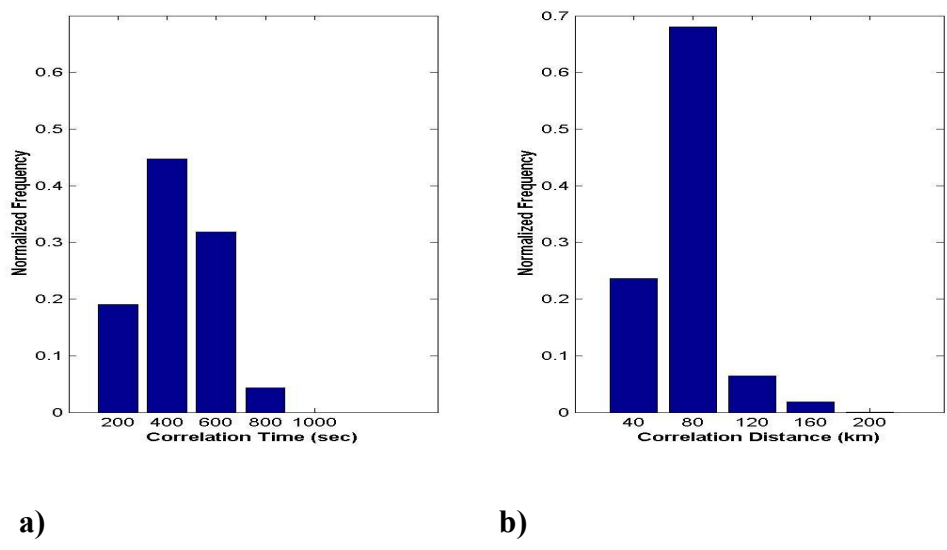 0.6
0.5
0.4
0.3
0.2
0.1
0
Normalized Frequency
200 400 600 800 1000
Correlation Time (sec)
a)
0.7
0.6
0.5
0.4
0.3
0.2
0.1
0
Normalized Frequency
40 80 120 160 200
Correlation Distance (km)
b)